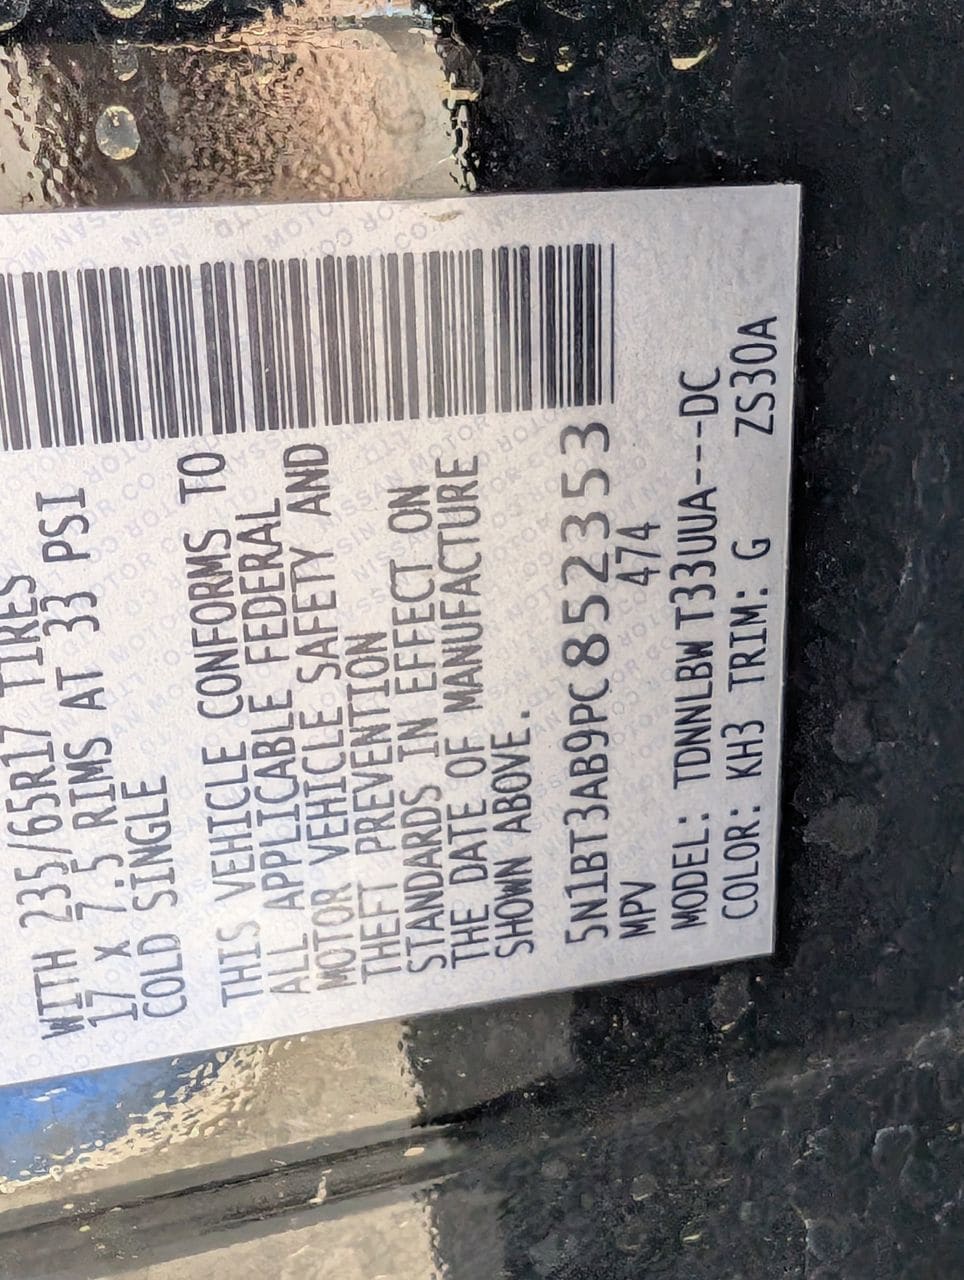 WITH 235/65R17 TIRES
17 X 7.5 RIMS AT 33 PSI
COLD SINGLE
THIS VEHICLE CONFORMS TO
ALL APPLICABLE FEDERAL
MOTOR VEHICLE SAFETY AND
THEFT PREVENTION
STANDARDS IN EFFECT ON
THE DATE OF MANUFACTURE
SHOWN ABOVE.
5N1BT3AB9PC852353
MPV 474
MODEL: TDNNLBW T33UUA---DC
COLOR: KH3 TRIM: G ZS30A